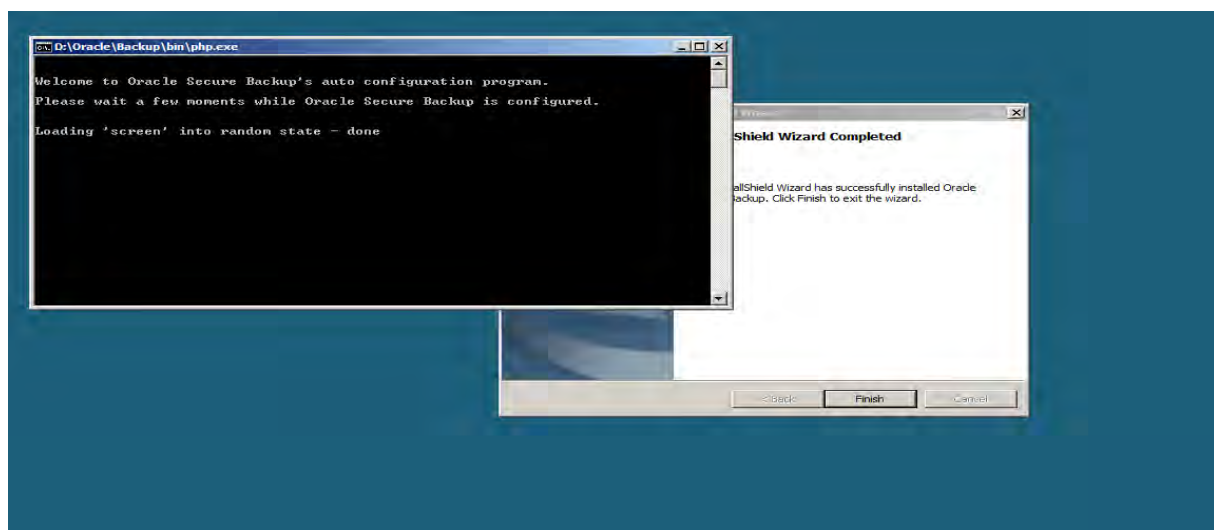 D:\Oracle\Backup\bin\php.exe
Welcome to Oracle Secure Backup's auto configuration program.
Please wait a few moments while Oracle Secure Backup is configured.
Loading 'screen' into random state - done
Shield Wizard Completed
allShield Wizard has successfully installed Oracle
Backup. Click Finish to exit the wizard.
< Back Finish Cancel